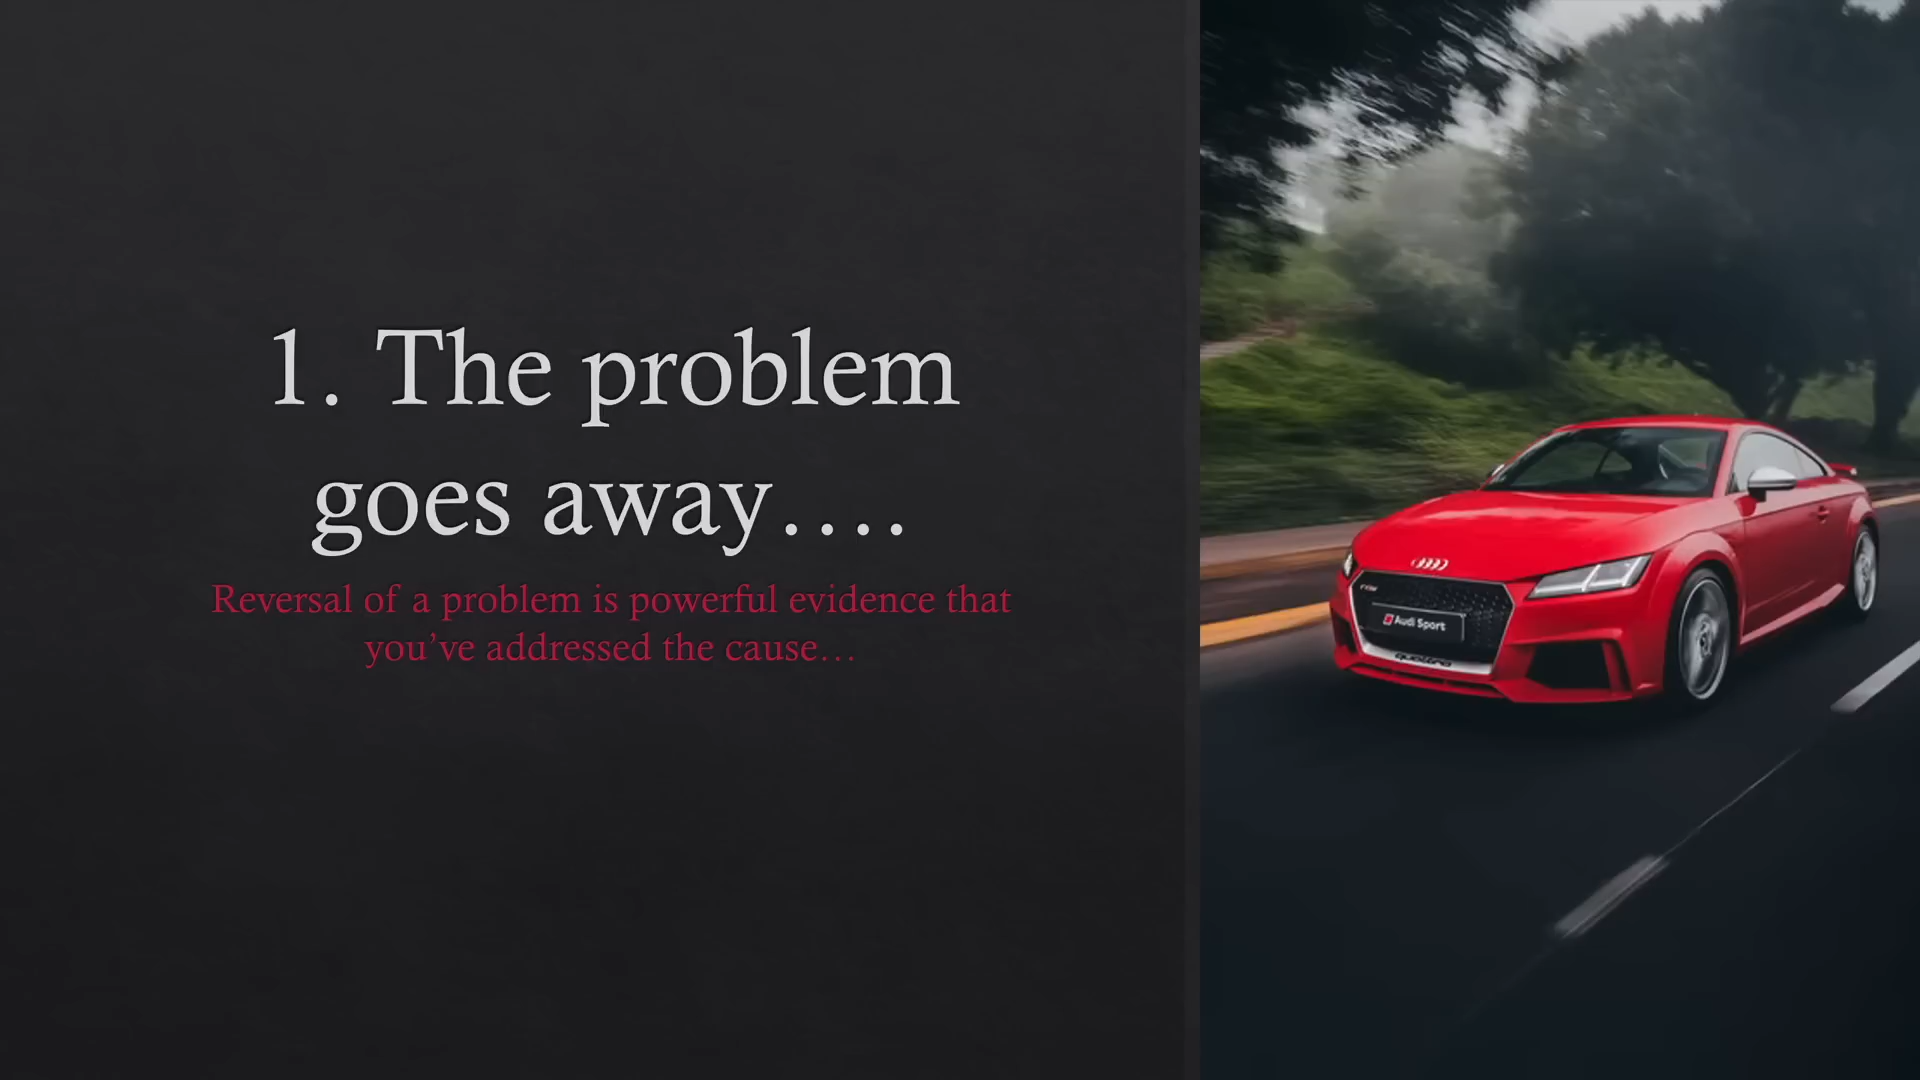 1. The problem
goes away….
Reversal of a problem is powerful evidence that
you’ve addressed the cause…
Audi Sport
quattro